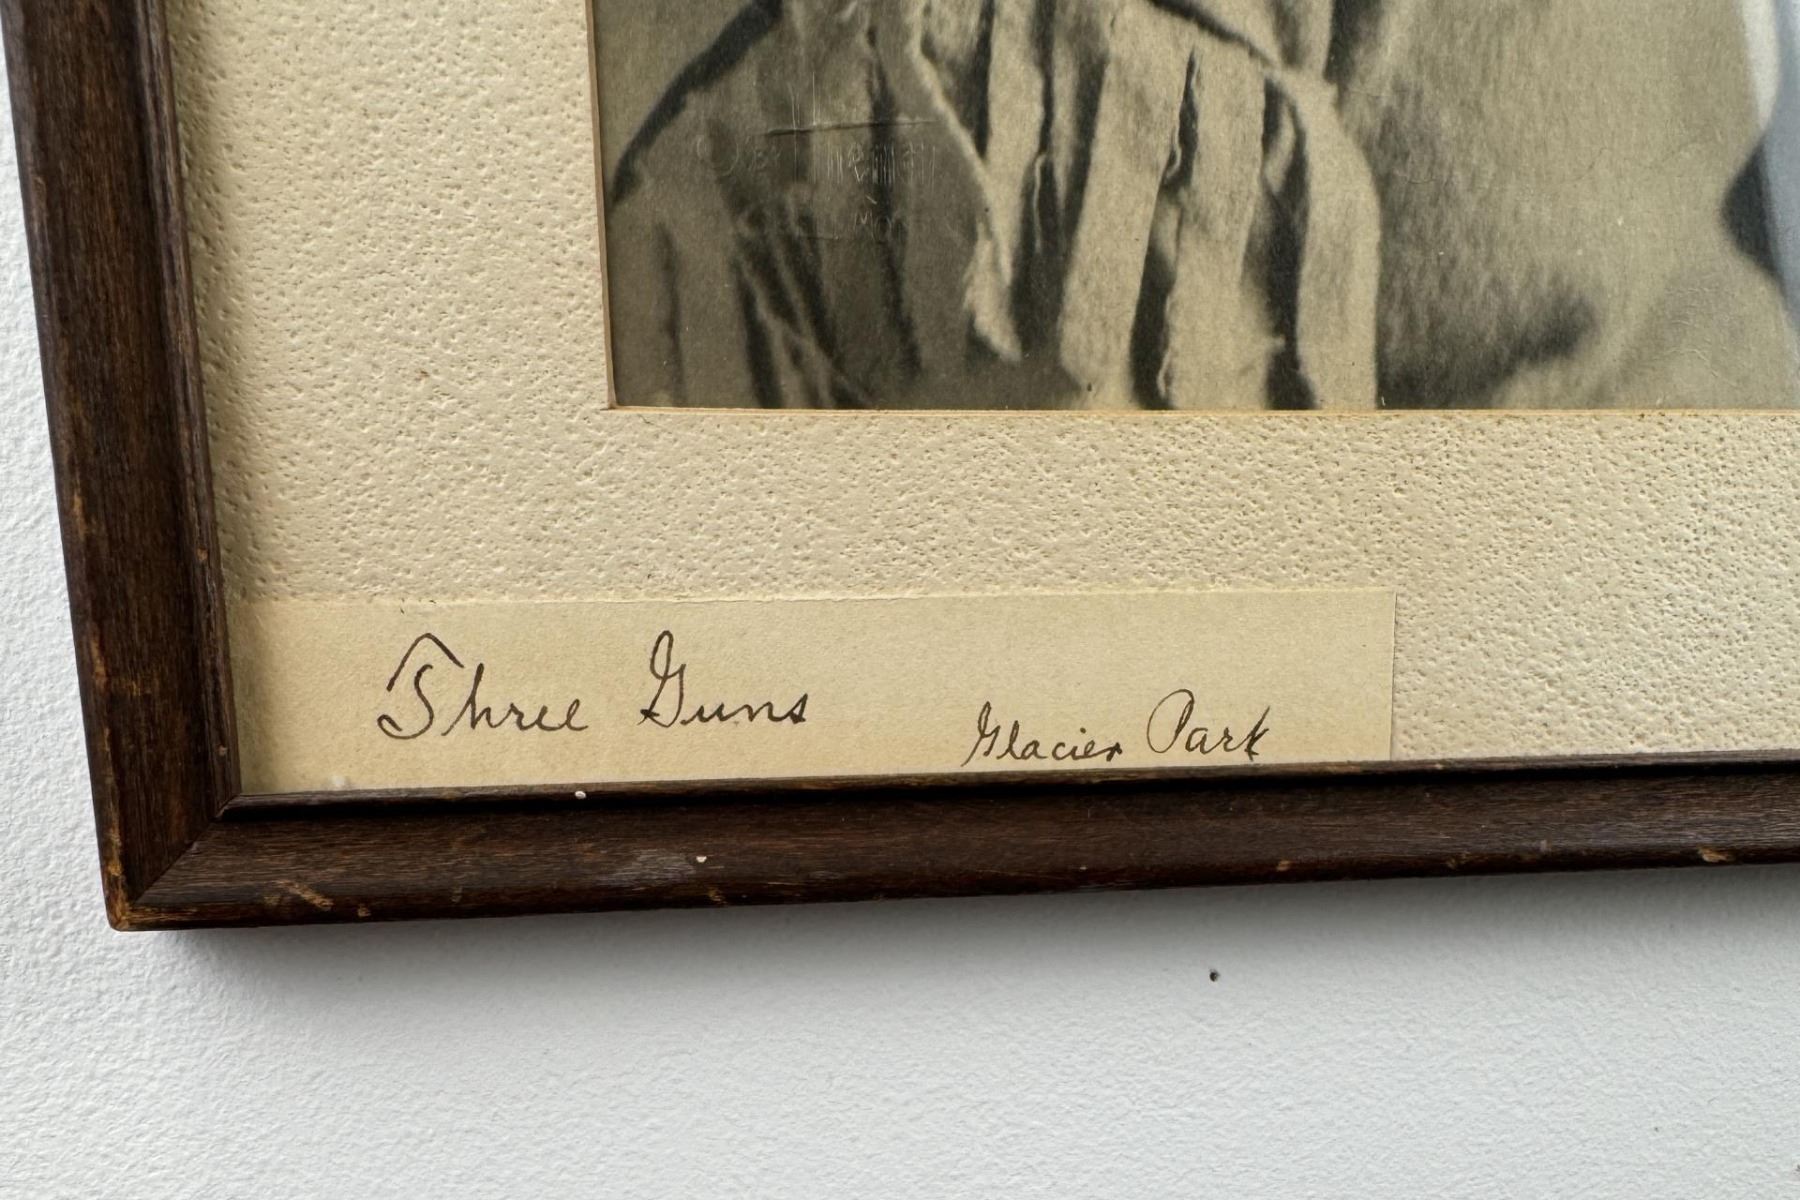 Three Guns
Glacier Park